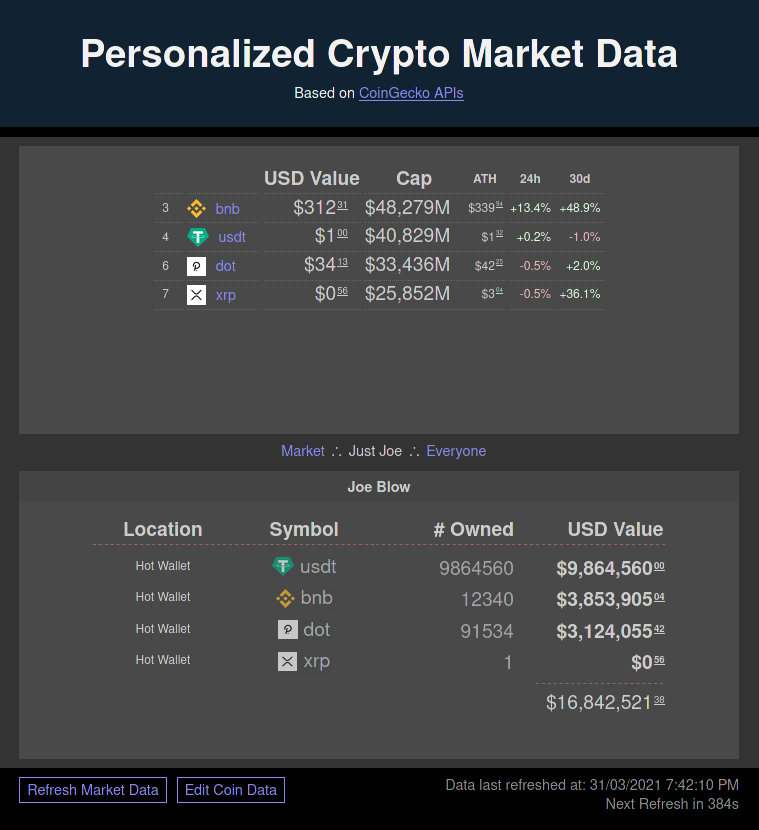 Personalized Crypto Market Data
Based on CoinGecko APIs
USD Value Cap ATH 24h 30d
3 bnb $312.31 $48,279M $339 +13.4% +48.9%
4 usdt $1.00 $40,829M $1.32 +0.2% -1.0%
6 dot $34.13 $33,436M $42 -0.5% +2.0%
7 xrp $0.56 $25,852M $3 -0.5% +36.1%
Market ∴ Just Joe ∴ Everyone
Joe Blow
Location Symbol # Owned USD Value
Hot Wallet usdt 9864560 $9,864,560 00
Hot Wallet bnb 12340 $3,853,905 04
Hot Wallet dot 91534 $3,124,055 42
Hot Wallet xrp 1 $0 56
$16,842,521 38
Refresh Market Data Edit Coin Data
Data last refreshed at: 31/03/2021 7:42:10 PM
Next Refresh in 384s